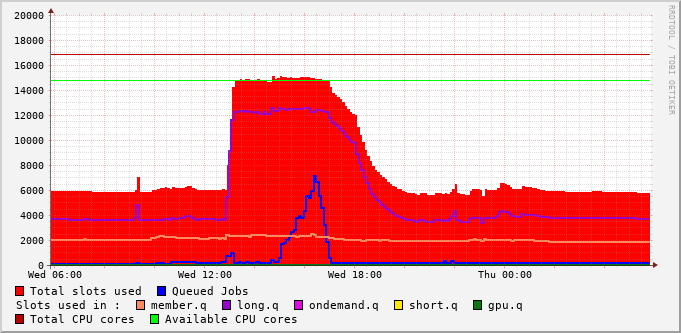 20000
18000
16000
14000
12000
10000
8000
6000
4000
2000
0
Wed 06:00 Wed 12:00 Wed 18:00 Thu 00:00
RRDTOOL / TOBI OETIKER
Total slots used Queued Jobs
Slots used in : member.q long.q ondemand.q short.q gpu.q
Total CPU cores Available CPU cores